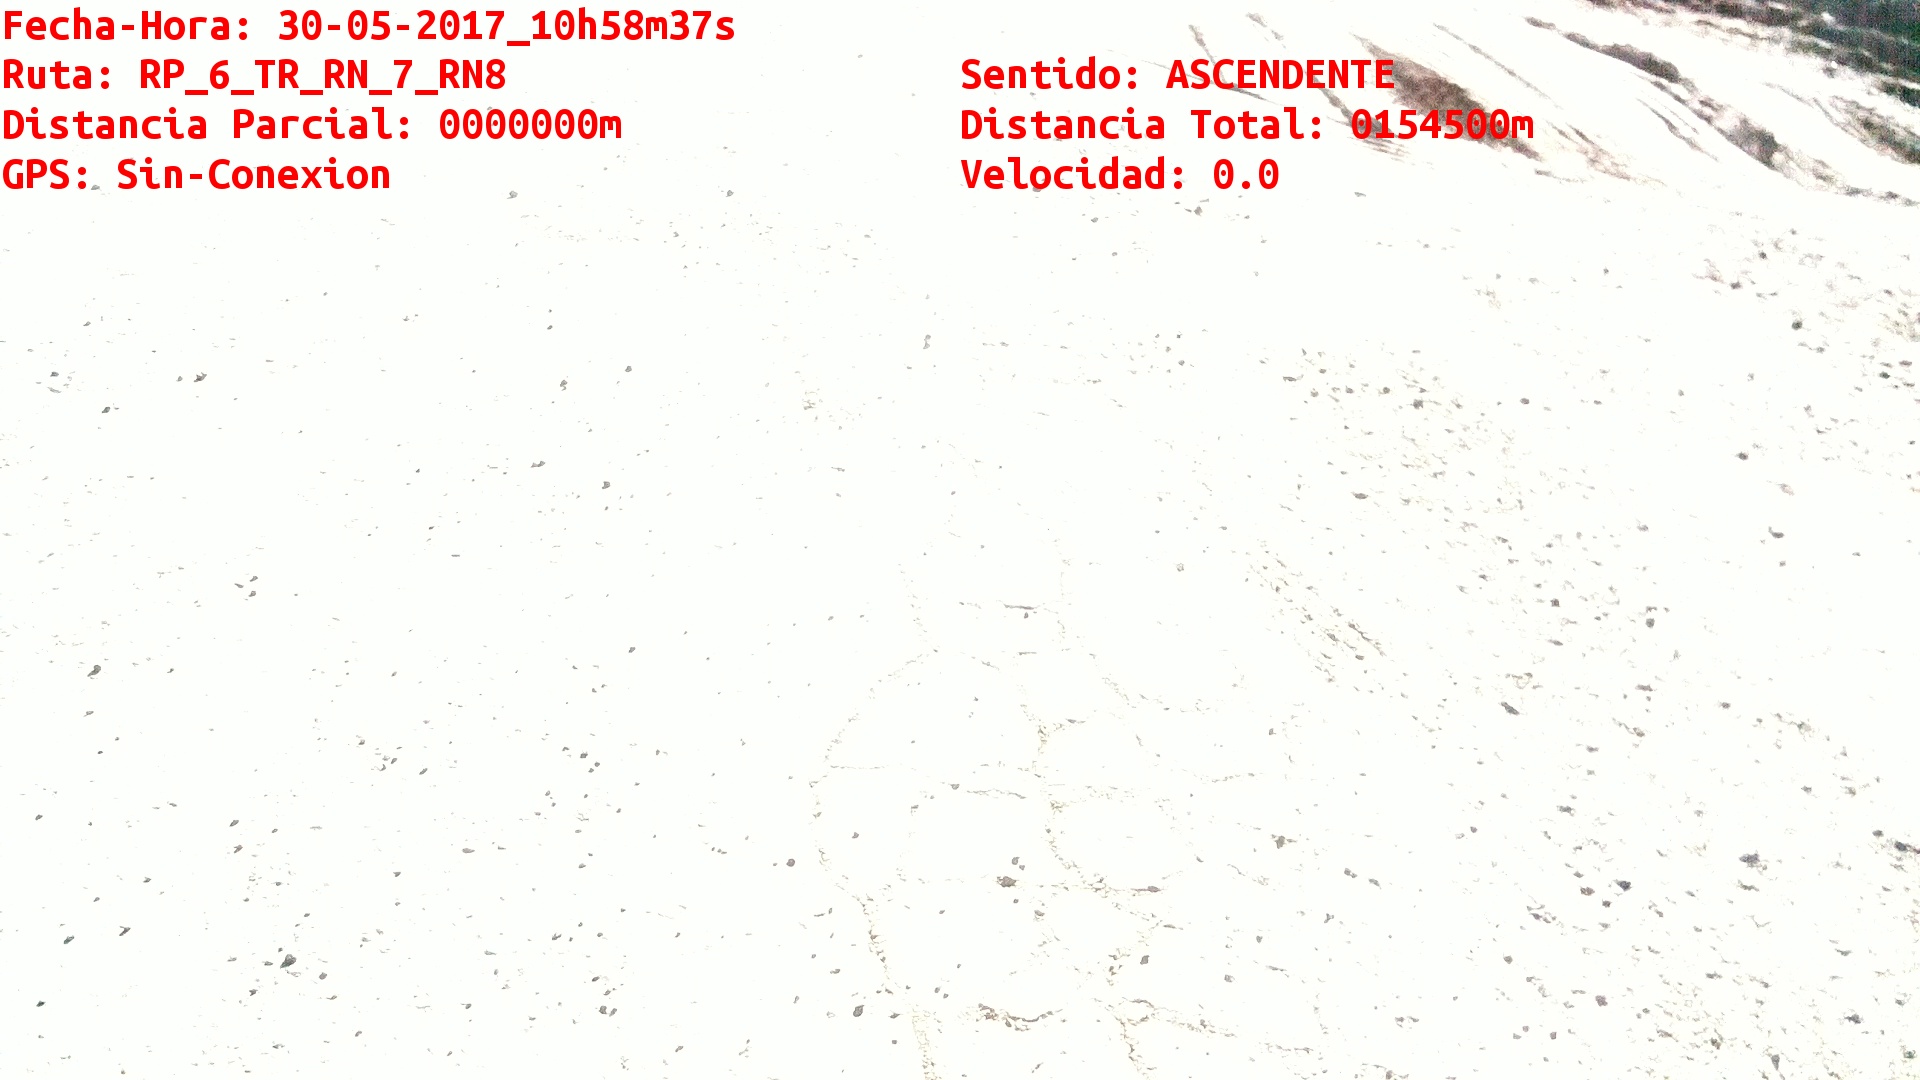 Fecha-Hora: 30-05-2017_10h58m37s
Ruta: RP_6_TR_RN_7_RN8
Sentido: ASCENDENTE
Distancia Parcial: 0000000m
Distancia Total: 0154500m
GPS: Sin-Conexion
Velocidad: 0.0